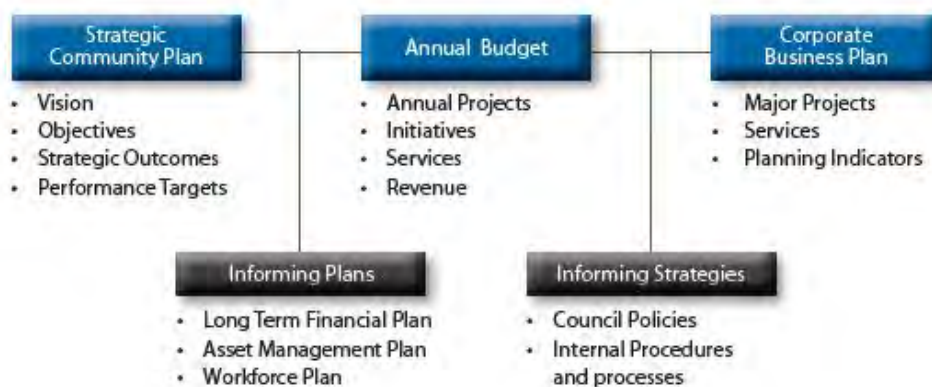 Strategic
Community Plan
• Vision
• Objectives
• Strategic Outcomes
• Performance Targets
Annual Budget
• Annual Projects
• Initiatives
• Services
• Revenue
Corporate
Business Plan
• Major Projects
• Services
• Planning Indicators
Informing Plans
• Long Term Financial Plan
• Asset Management Plan
• Workforce Plan
Informing Strategies
• Council Policies
• Internal Procedures
and processes